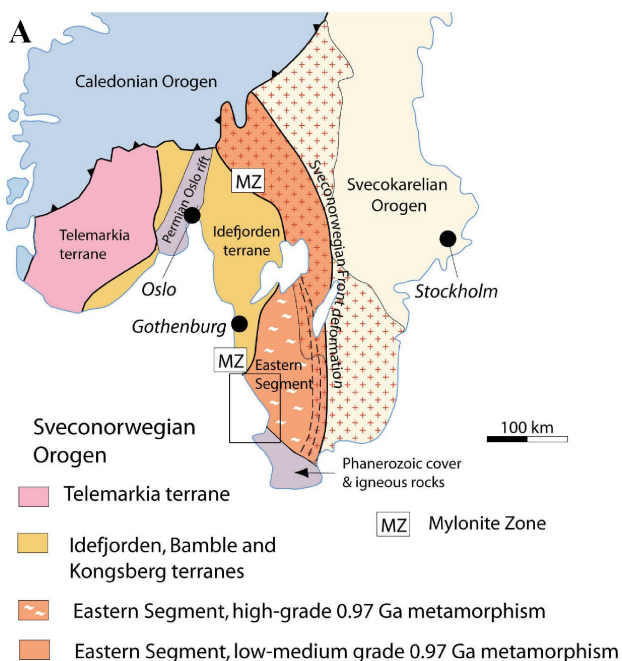 A
Caledonian Orogen
Permian Oslo rift
MZ
Sveconorwegian Front deformation
Svecokarelian
Orogen
Telemarkia
terrane
Idefjorden
terrane
Oslo
Stockholm
Gothenburg
MZ
Eastern
Segment
100 km
Sveconorwegian
Orogen
Phanerozoic cover
& igneous rocks
Telemarkia terrane
MZ Mylonite Zone
Idefjorden, Bamble and
Kongsberg terranes
Eastern Segment, high-grade 0.97 Ga metamorphism
Eastern Segment, low-medium grade 0.97 Ga metamorphism